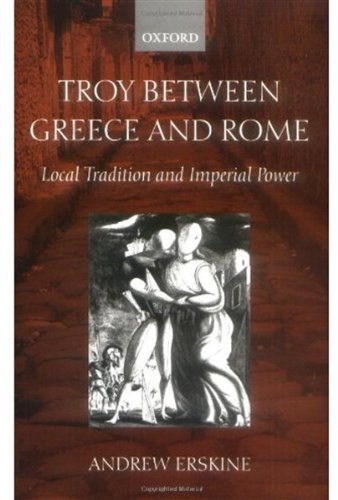 OXFORD
TROY BETWEEN
GREECE AND ROME
Local Tradition and Imperial Power
ANDREW ERSKINE